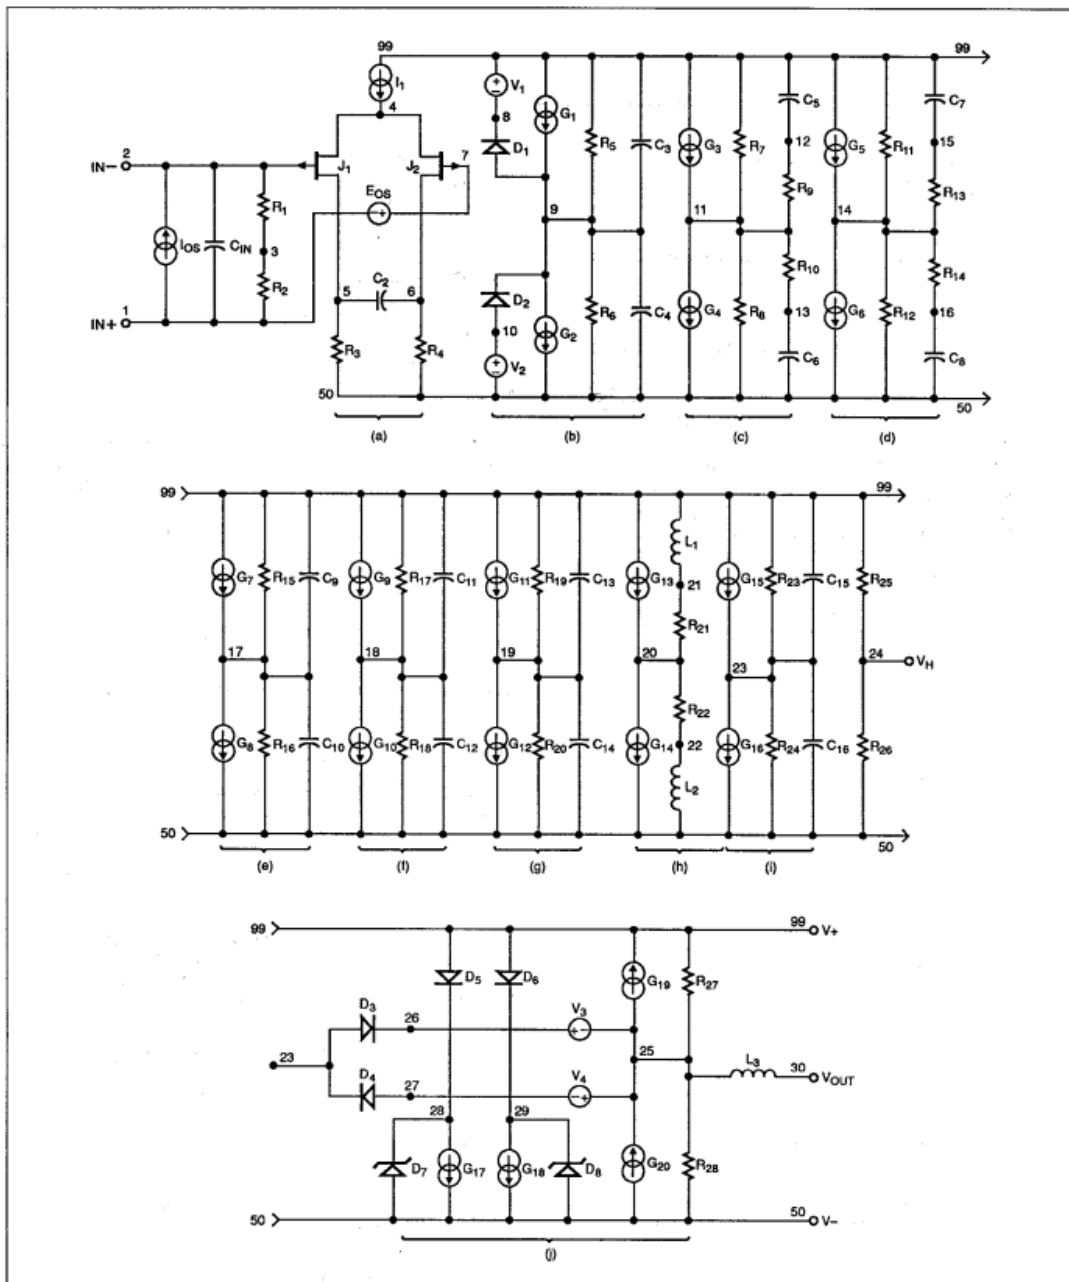 99 99
I1 V1 G1 C5 C7
4 8
IN− 2 J1 J2 7 D1 R5 C3 G3 R7 12 G5 R11 15
R1 EOS R9 R13
IOS CIN 3 9 11 14
R2 C2 R10 R14
5 6 D2
IN+ 1 10 G2 R6 C4 G4 R8 13 G6 R12 16
R3 R4 V2 C6 C8
50 50
(a) (b) (c) (d)
99 99
L1
G7 R15 C9 G9 R17 C11 G11 R19 C13 G13 21 G15 R23 C15 R25
R21
17 18 19 20 23 24 VH
R22
G8 R16 C10 G10 R18 C12 G12 R20 C14 G14 22 G16 R24 C16 R26
L2
50 50
(e) (f) (g) (h) (i)
99 99 V+
D5 D6 G19 R27
D3 26 V3
23 25 L3 30 VOUT
D4 27 V4
28 29
D7 G17 G18 D8 G20 R28
50 50 V−
(j)